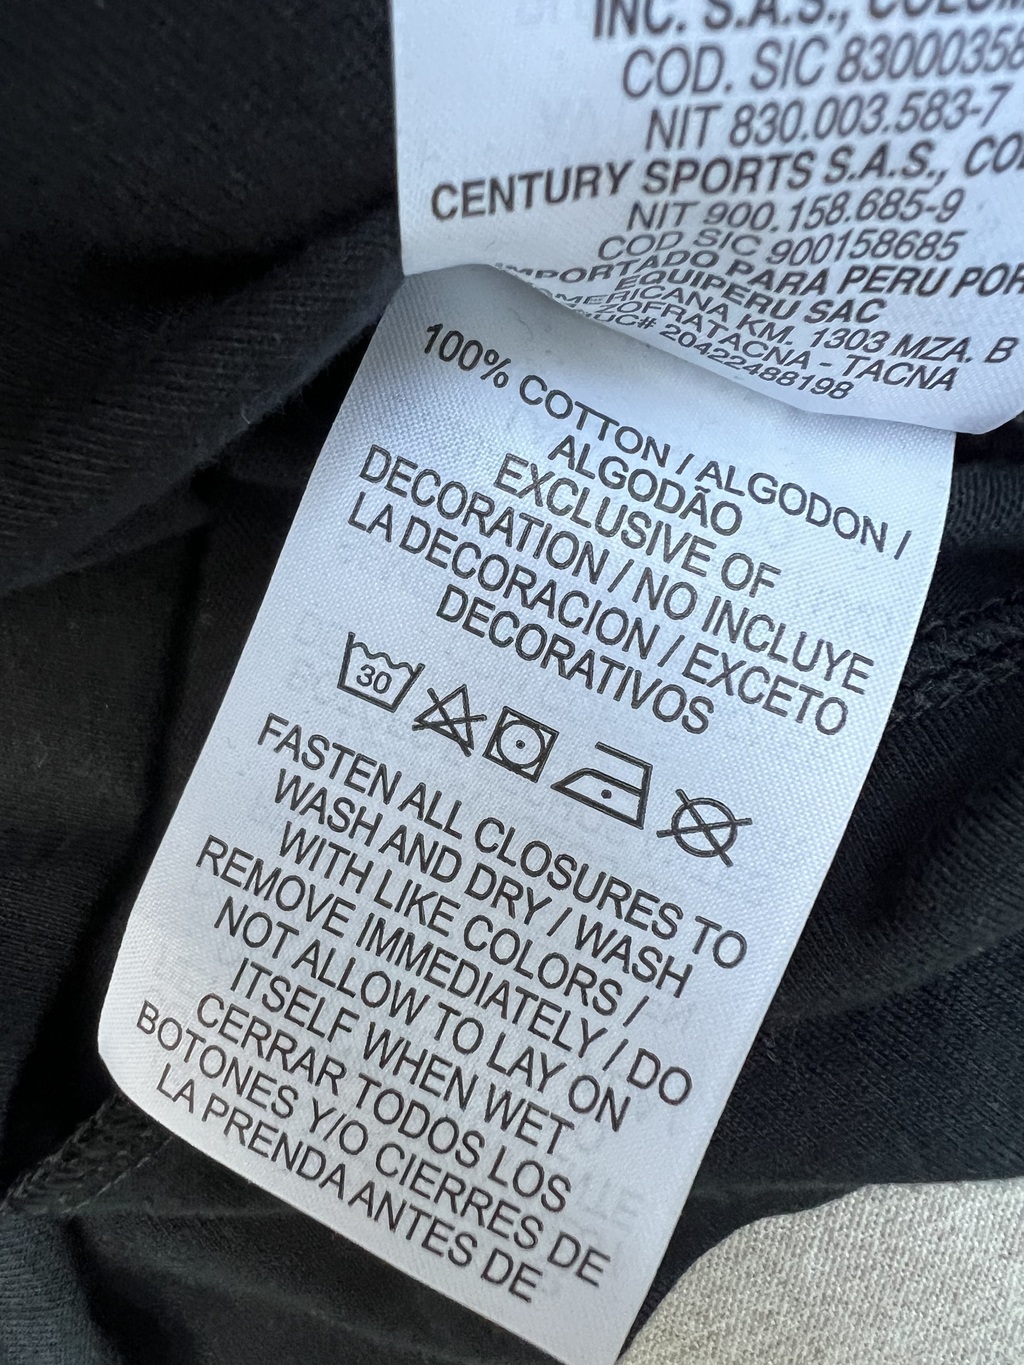 INC. S.A.S.,
COD. SIC 83000358
NIT 830.003.583-7
CENTURY SPORTS S.A.S.,
NIT 900.158.685-9
COD SIC 900158685
IMPORTADO PARA PERU POR
EQUIPERU SAC
KM. 1303 MZA. B
ZOFRATACNA - TACNA
20422488198
100% COTTON / ALGODON /
ALGODÃO
EXCLUSIVE OF
DECORATION / NO INCLUYE
LA DECORACION / EXCETO
DECORATIVOS
30
FASTEN ALL CLOSURES TO
WASH AND DRY / WASH
WITH LIKE COLORS /
REMOVE IMMEDIATELY / DO
NOT ALLOW TO LAY ON
ITSELF WHEN WET
CERRAR TODOS LOS
BOTONES Y/O CIERRES DE
LA PRENDA ANTES DE